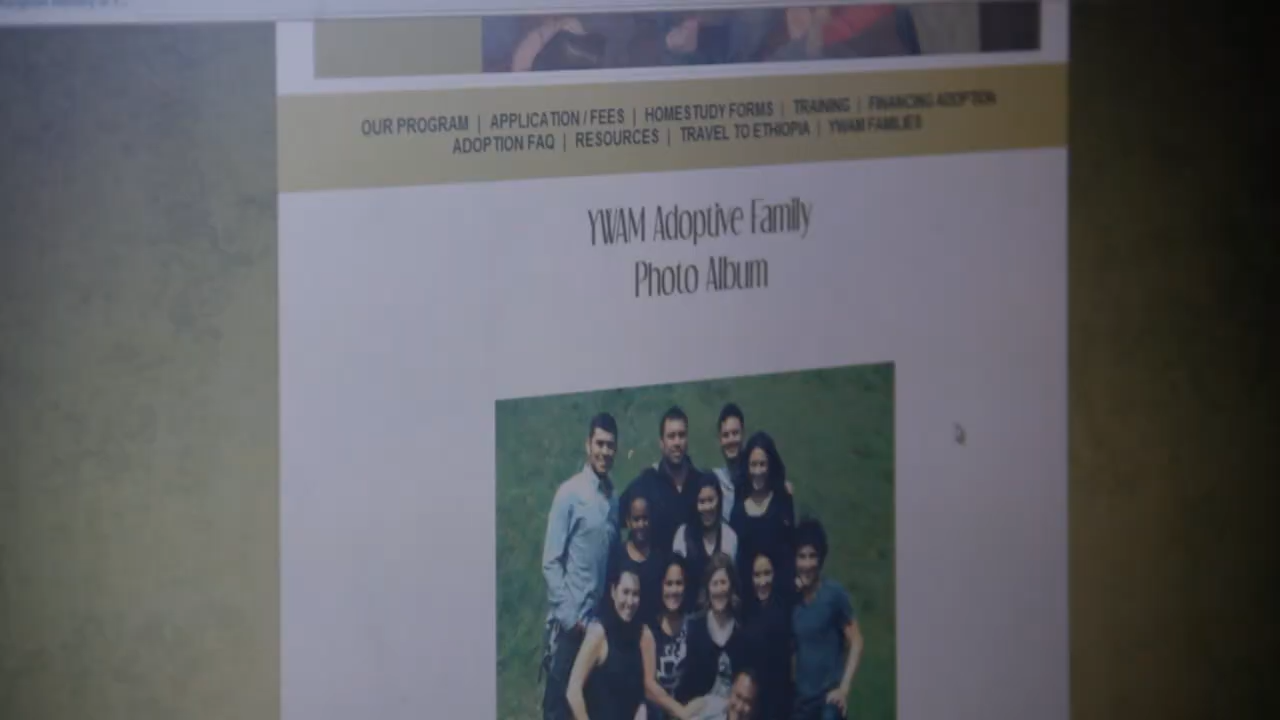 OUR PROGRAM | APPLICATION / FEES | HOMESTUDY FORMS | TRAINING | FINANCING ADOPTION
ADOPTION FAQ | RESOURCES | TRAVEL TO ETHIOPIA | YWAM FAMILIES
YWAM Adoptive Family
Photo Album